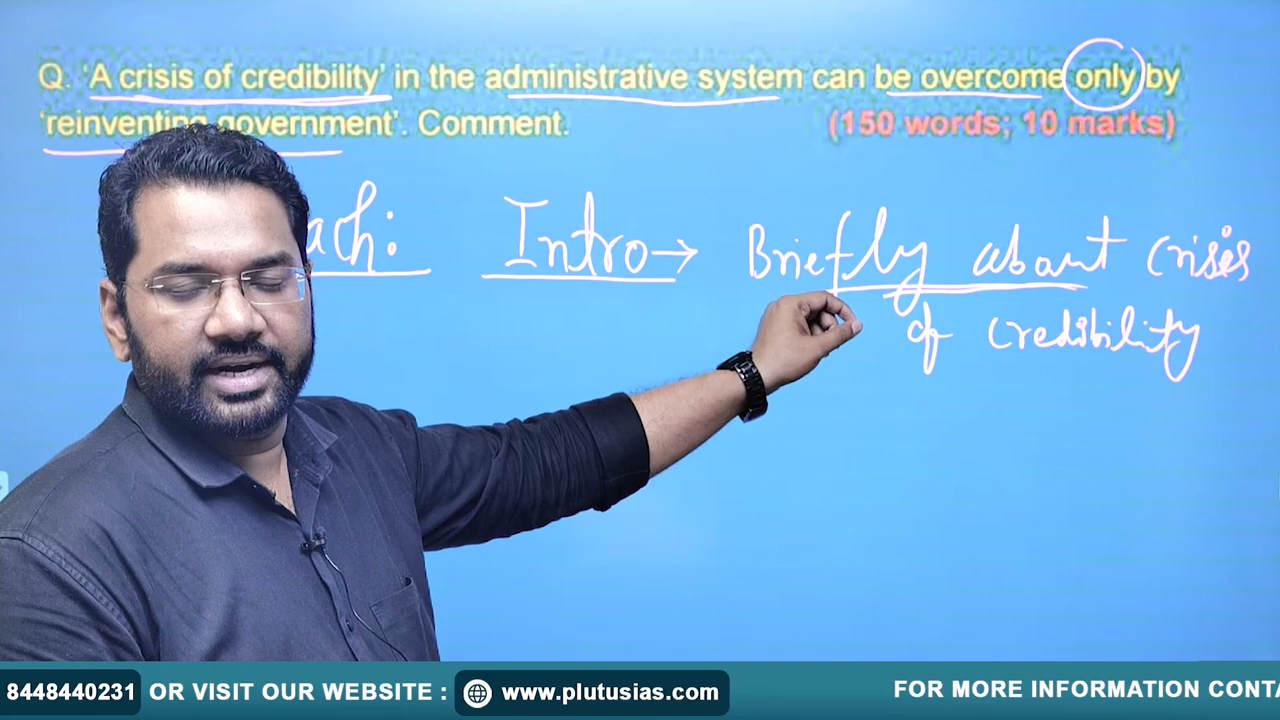 Q. ‘A crisis of credibility’ in the administrative system can be overcome only by
‘reinventing government’. Comment.
(150 words; 10 marks)
ach:
Intro → Briefly about crises
of credibility
8448440231 OR VISIT OUR WEBSITE : www.plutusias.com FOR MORE INFORMATION CONTA